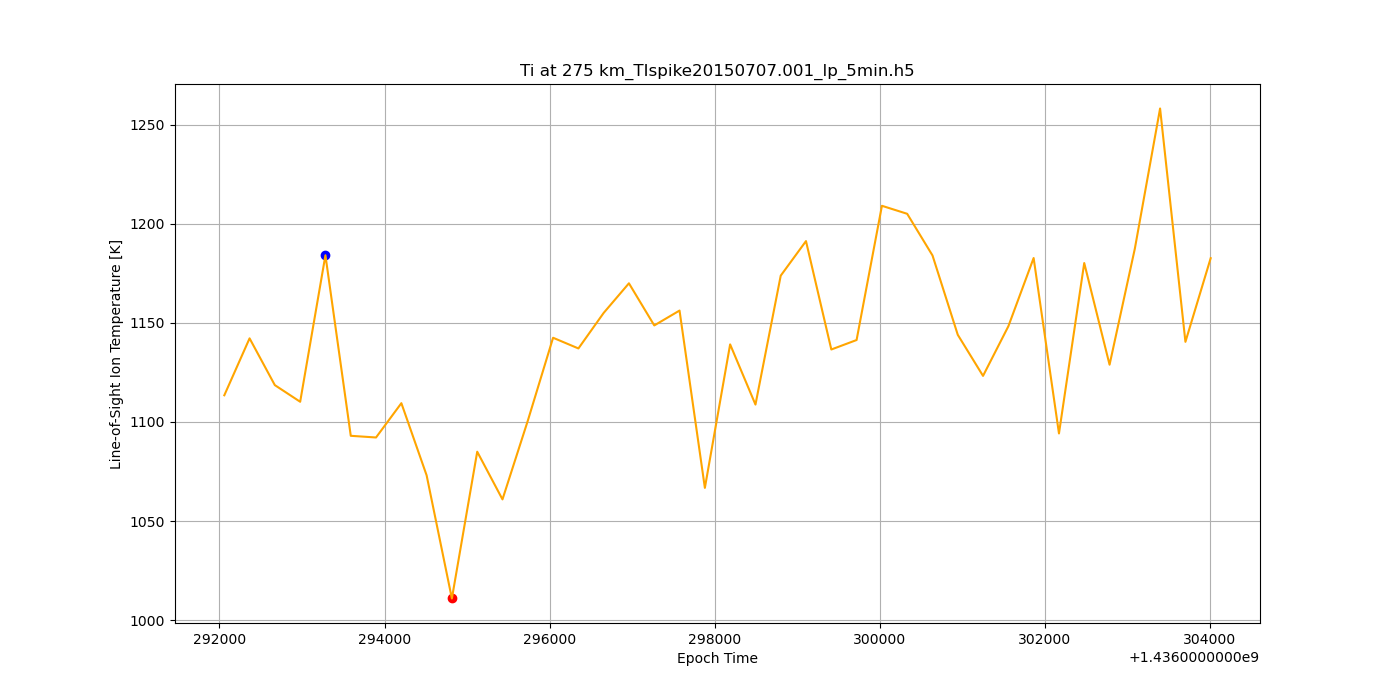 Ti at 275 km_TIspike20150707.001_lp_5min.h5
Line-of-Sight Ion Temperature [K]
1250
1200
1150
1100
1050
1000
292000 294000 296000 298000 300000 302000 304000
Epoch Time
+1.4360000000e9